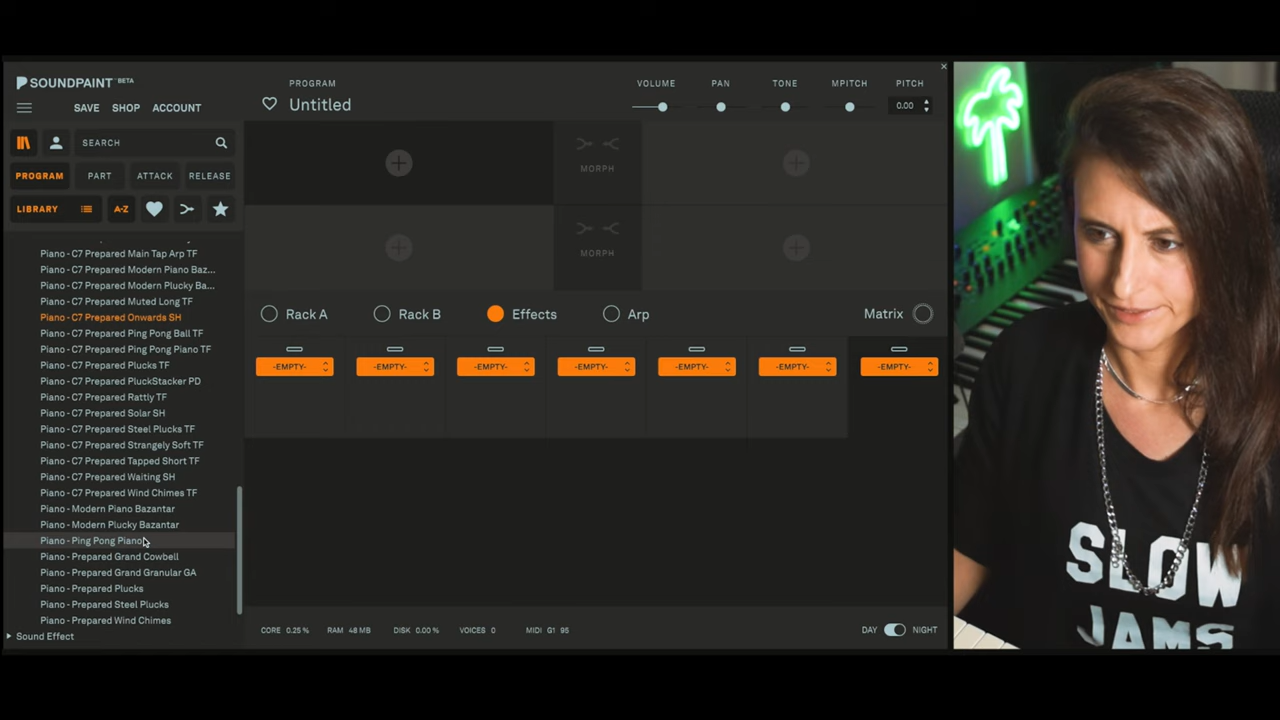 SOUNDPAINT BETA
SAVE SHOP ACCOUNT
SEARCH
PROGRAM PART ATTACK RELEASE
LIBRARY A-Z
Piano - C7 Prepared Main Tap Arp TF
Piano - C7 Prepared Modern Piano Baz...
Piano - C7 Prepared Modern Plucky Ba...
Piano - C7 Prepared Muted Long TF
Piano - C7 Prepared Onwards SH
Piano - C7 Prepared Ping Pong Ball TF
Piano - C7 Prepared Ping Pong Piano TF
Piano - C7 Prepared Plucks TF
Piano - C7 Prepared PluckStacker PD
Piano - C7 Prepared Rattly TF
Piano - C7 Prepared Solar SH
Piano - C7 Prepared Steel Plucks TF
Piano - C7 Prepared Strangely Soft TF
Piano - C7 Prepared Tapped Short TF
Piano - C7 Prepared Waiting SH
Piano - C7 Prepared Wind Chimes TF
Piano - Modern Piano Bazantar
Piano - Modern Plucky Bazantar
Piano - Ping Pong Piano
Piano - Prepared Grand Cowbell
Piano - Prepared Grand Granular GA
Piano - Prepared Plucks
Piano - Prepared Steel Plucks
Piano - Prepared Wind Chimes
Sound Effect
PROGRAM
Untitled
VOLUME PAN TONE MPITCH PITCH
0.00
MORPH
MORPH
Rack A Rack B Effects Arp Matrix
-EMPTY- -EMPTY- -EMPTY- -EMPTY- -EMPTY- -EMPTY- -EMPTY-
CORE 0.25 % RAM 48 MB DISK 0.00 % VOICES 0 MIDI G1 95
DAY NIGHT
SLOW
JAMS